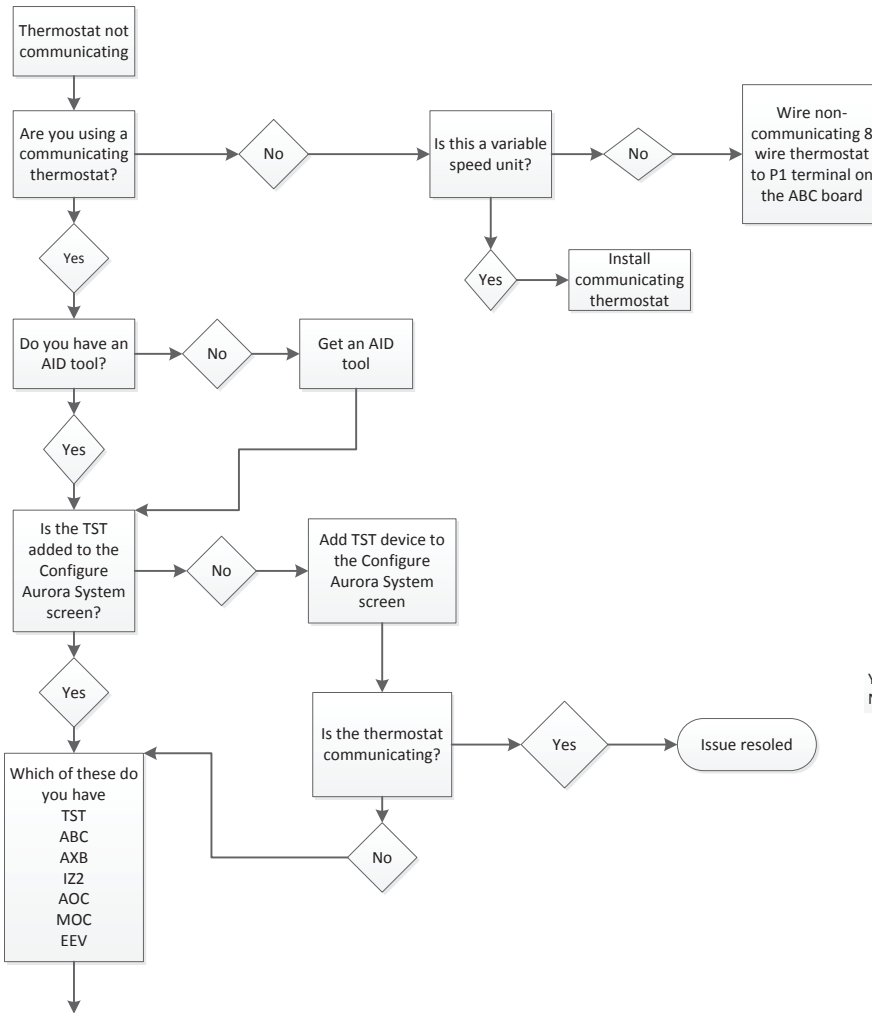 Thermostat not
communicating
Are you using a
communicating
thermostat?
No
Is this a variable
speed unit?
No
Wire non-
communicating 8
wire thermostat
to P1 terminal on
the ABC board
Yes
Yes
Install
communicating
thermostat
Do you have an
AID tool?
No
Get an AID
tool
Yes
Is the TST
added to the
Configure
Aurora System
screen?
No
Add TST device to
the Configure
Aurora System
screen
Yes
Is the thermostat
communicating?
Yes
Issue resoled
Which of these do
you have
TST
ABC
AXB
IZ2
AOC
MOC
EEV
No